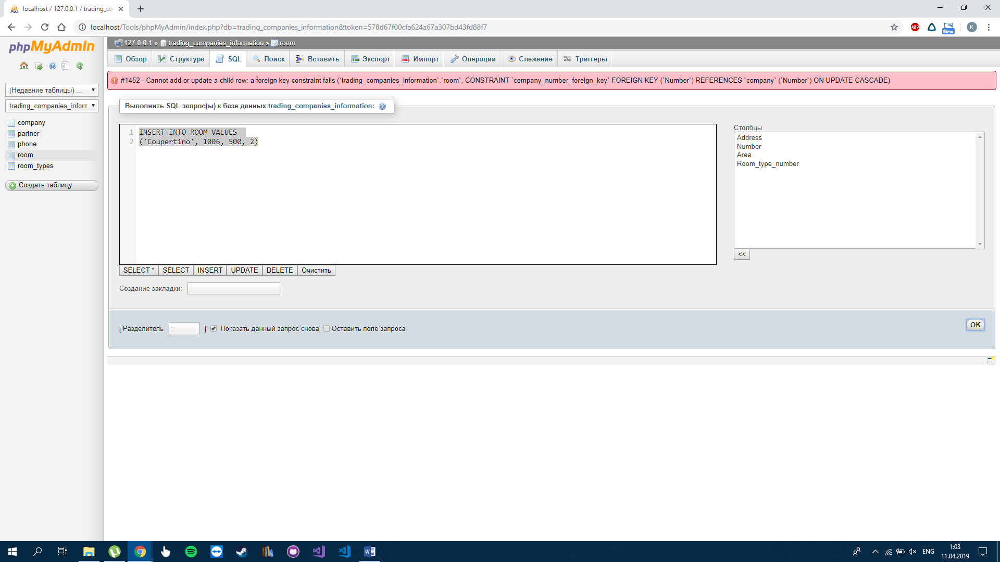 localhost / 127.0.0.1 / trading_co
localhost/Tools/phpMyAdmin/index.php?db=trading_companies_information&token=578d67f00cfa624a67a307bd43fd88f7
ABP
New
K
phpMyAdmin
(Недавние таблицы) ...
trading_companies_inforn
company
partner
phone
room
room_types
Создать таблицу
127.0.0.1 » trading_companies_information » room
Обзор Структура SQL Поиск Вставить Экспорт Импорт Операции Слежение Триггеры
#1452 - Cannot add or update a child row: a foreign key constraint fails (`trading_companies_information`.`room`, CONSTRAINT `company_number_foreign_key` FOREIGN KEY (`Number`) REFERENCES `company` (`Number`) ON UPDATE CASCADE)
Выполнить SQL-запрос(ы) к базе данных trading_companies_information:
1 INSERT INTO ROOM VALUES
2 ('Coupertino', 1006, 500, 2)
Столбцы
Address
Number
Area
Room_type_number
<<
SELECT * SELECT INSERT UPDATE DELETE Очистить
Создание закладки:
[ Разделитель ; ] Показать данный запрос снова Оставить поле запроса
OK
ENG
1:03
11.04.2019